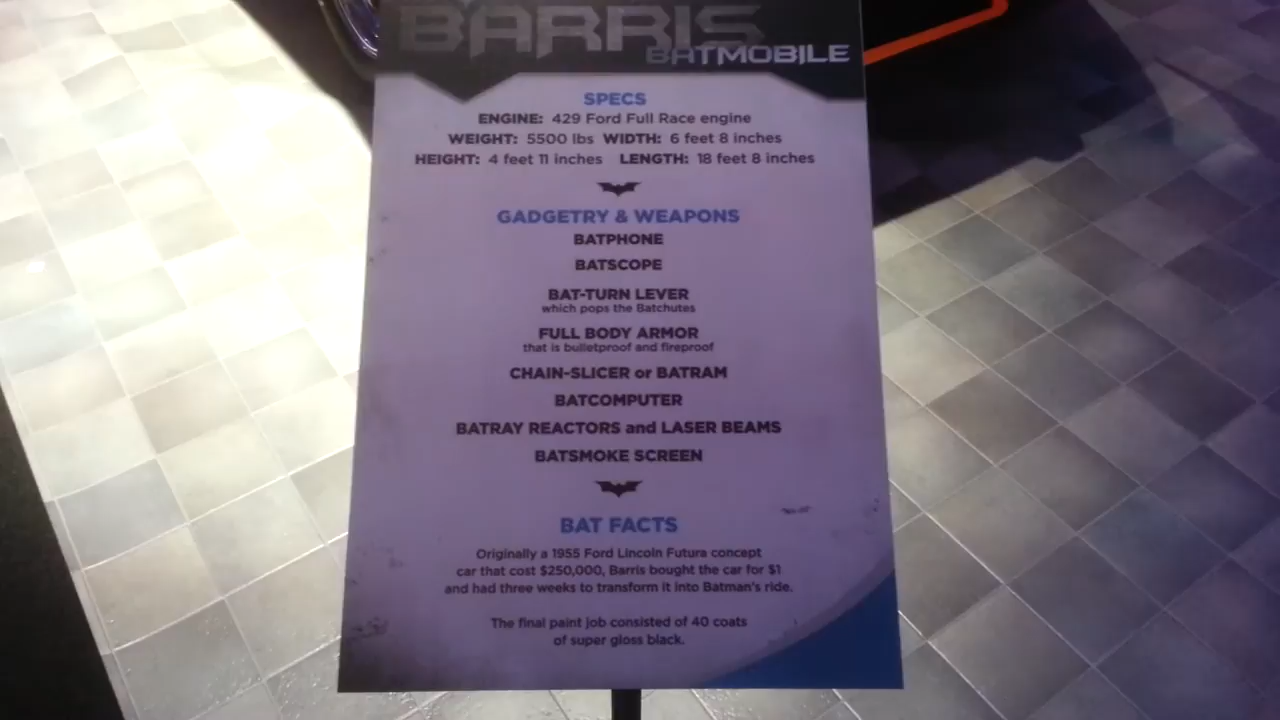 BARRIS
BATMOBILE
SPECS
ENGINE: 429 Ford Full Race engine
WEIGHT: 5500 lbs WIDTH: 6 feet 8 inches
HEIGHT: 4 feet 11 inches LENGTH: 18 feet 8 inches
GADGETRY & WEAPONS
BATPHONE
BATSCOPE
BAT-TURN LEVER
which pops the Batchutes
FULL BODY ARMOR
that is bulletproof and fireproof
CHAIN-SLICER or BATRAM
BATCOMPUTER
BATRAY REACTORS and LASER BEAMS
BATSMOKE SCREEN
BAT FACTS
Originally a 1955 Ford Lincoln Futura concept
car that cost $250,000, Barris bought the car for $1
and had three weeks to transform it into Batman's ride.
The final paint job consisted of 40 coats
of super gloss black.